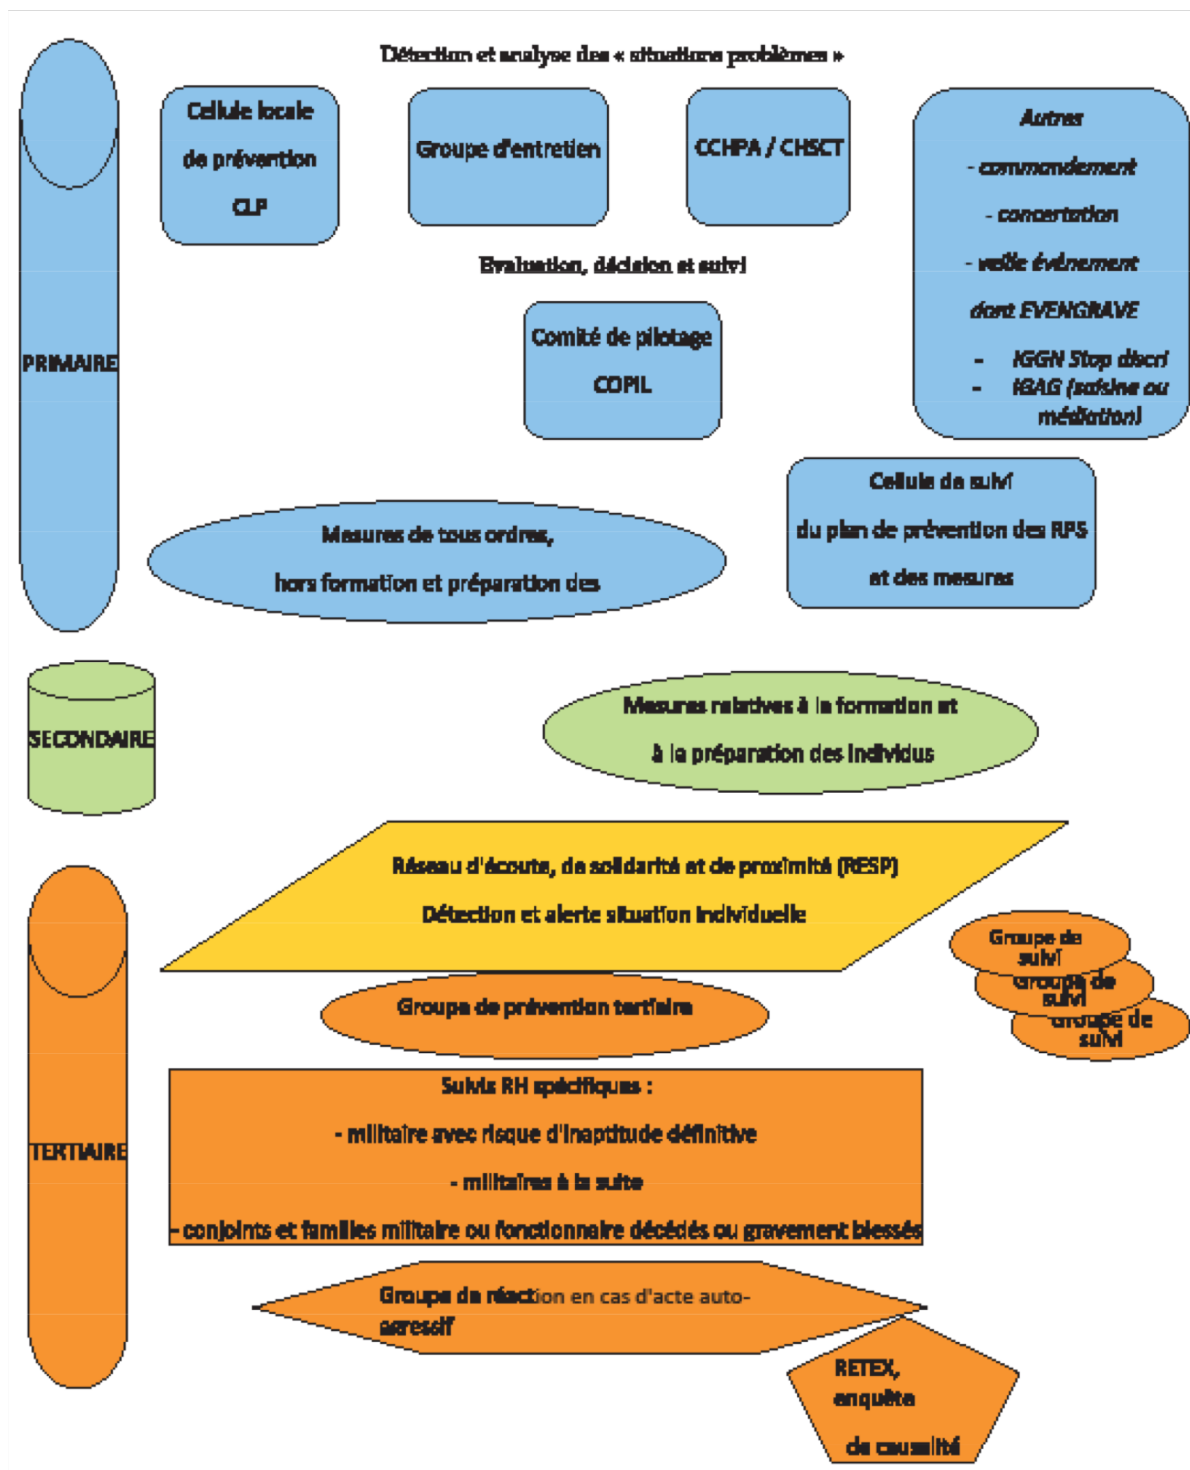 Détection et analyse des « situations problèmes »
Cellule locale
de prévention
CLP
Groupe d'entretien
CCHPA / CHSCT
Autres
- commandement
- concertation
- veille événement
dont EVENGRAVE
- IGGN Stop discri
- IGAG (saisine ou
médiation)
Evaluation, décision et suivi
Comité de pilotage
COPIL
PRIMAIRE
Cellule de suivi
du plan de prévention des RPS
et des mesures
Mesures de tous ordres,
hors formation et préparation des
SECONDAIRE
Mesures relatives à la formation et
à la préparation des individus
Réseau d'écoute, de solidarité et de proximité (RESP)
Détection et alerte situation individuelle
Groupe de
suivi
Groupe de
suivi
Groupe de
suivi
Groupe de prévention tertiaire
TERTIAIRE
Suivis RH spécifiques :
- militaire avec risque d'inaptitude définitive
- militaires à la suite
- conjoints et familles militaire ou fonctionnaire décédés ou gravement blessés
Groupe de réaction en cas d'acte auto-
agressif
RETEX,
enquête
de causalité